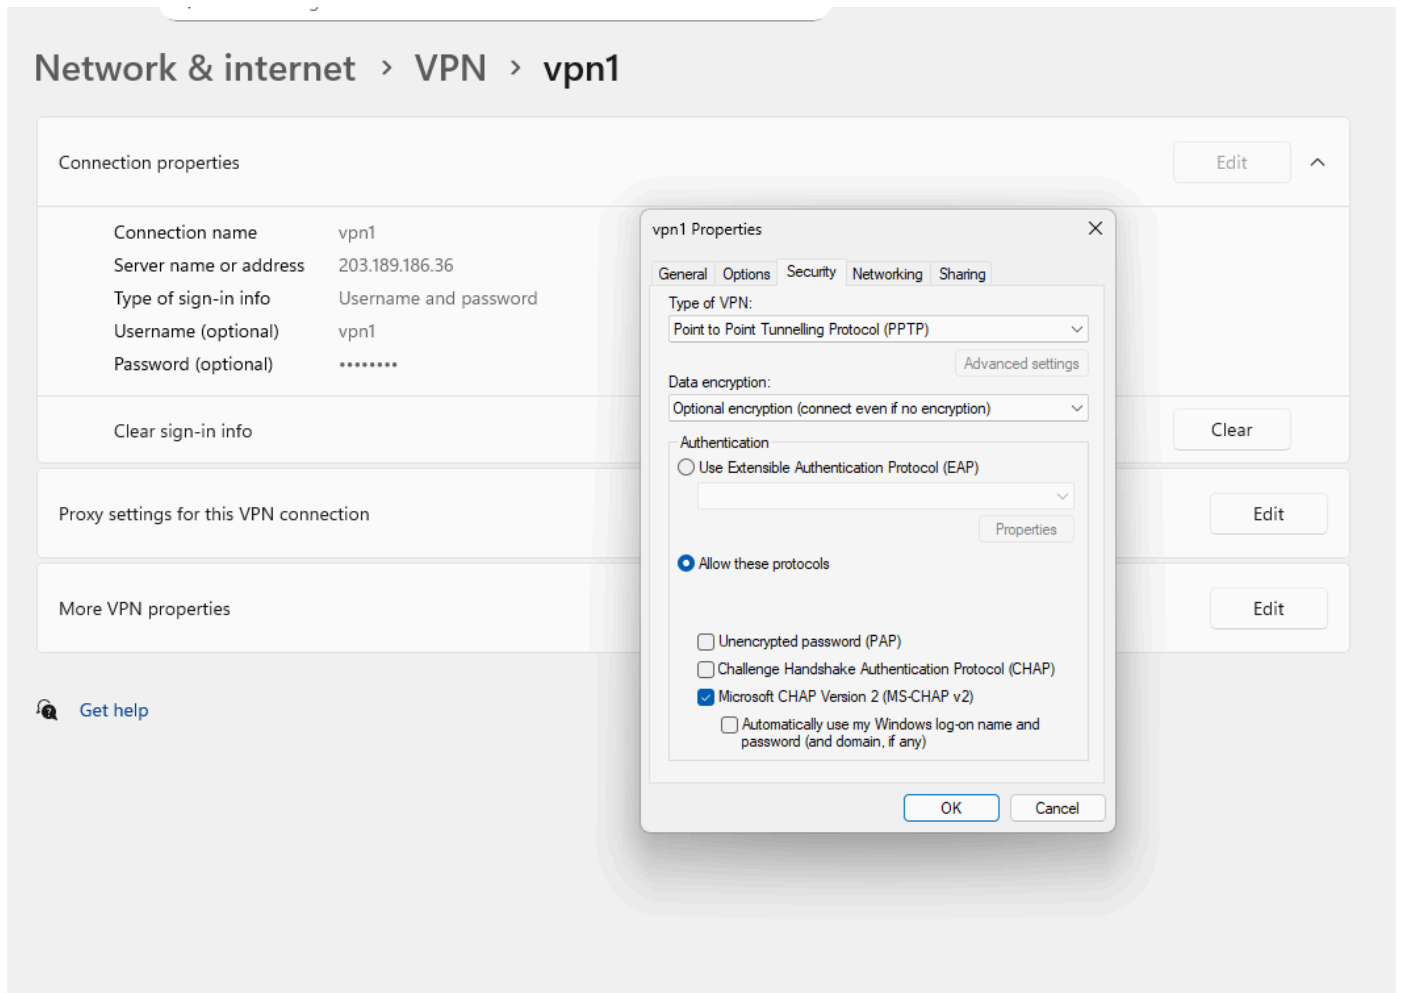 Network & internet > VPN > vpn1
Connection properties
Edit
Connection name vpn1
Server name or address 203.189.186.36
Type of sign-in info Username and password
Username (optional) vpn1
Password (optional) ••••••••
Clear sign-in info
Clear
Proxy settings for this VPN connection
Edit
More VPN properties
Edit
Get help
vpn1 Properties
General Options Security Networking Sharing
Type of VPN:
Point to Point Tunnelling Protocol (PPTP)
Advanced settings
Data encryption:
Optional encryption (connect even if no encryption)
Authentication
Use Extensible Authentication Protocol (EAP)
Properties
Allow these protocols
Unencrypted password (PAP)
Challenge Handshake Authentication Protocol (CHAP)
Microsoft CHAP Version 2 (MS-CHAP v2)
Automatically use my Windows log-on name and
password (and domain, if any)
OK Cancel